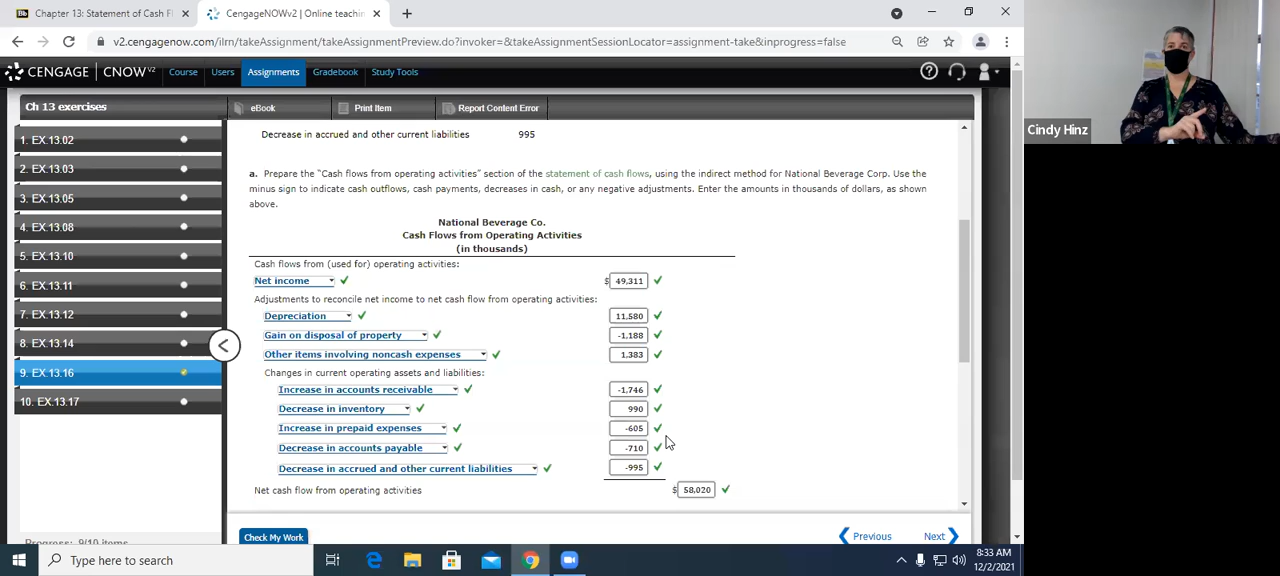 Chapter 13: Statement of Cash F
CengageNOWv2 | Online teachin
v2.cengagenow.com/ilrn/takeAssignment/takeAssignmentPreview.do?invoker=&takeAssignmentSessionLocator=assignment-take&inprogress=false
CENGAGE | CNOWV2 Course Users Assignments Gradebook Study Tools
Ch 13 exercises
eBook Print Item Report Content Error
1. EX.13.02
2. EX.13.03
3. EX.13.05
4. EX.13.08
5. EX.13.10
6. EX.13.11
7. EX.13.12
8. EX.13.14
9. EX.13.16
10. EX.13.17
Progress: 9/10 items
Decrease in accrued and other current liabilities 995
a. Prepare the "Cash flows from operating activities" section of the statement of cash flows, using the indirect method for National Beverage Corp. Use the
minus sign to indicate cash outflows, cash payments, decreases in cash, or any negative adjustments. Enter the amounts in thousands of dollars, as shown
above.
National Beverage Co.
Cash Flows from Operating Activities
(in thousands)
Cash flows from (used for) operating activities:
Net income $ 49,311
Adjustments to reconcile net income to net cash flow from operating activities:
Depreciation 11,580
Gain on disposal of property -1,188
Other items involving noncash expenses 1,383
Changes in current operating assets and liabilities:
Increase in accounts receivable -1,746
Decrease in inventory 990
Increase in prepaid expenses -605
Decrease in accounts payable -710
Decrease in accrued and other current liabilities -995
Net cash flow from operating activities $ 58,020
Check My Work
Previous Next
Cindy Hinz
Type here to search
8:33 AM
12/2/2021